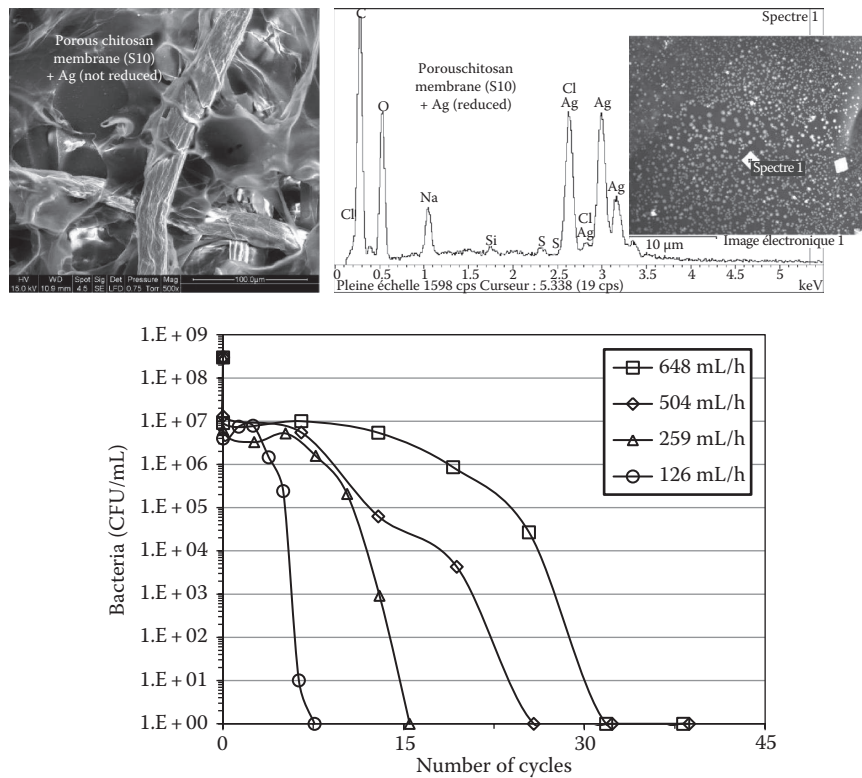 Porous chitosan
membrane (S10)
+ Ag (not reduced)
HV WD Spot Sig Det Pressure Mag
15.0 kV 10.9 mm 4.5 SE LFD 0.75 Torr 500x
100.0µm
Spectre 1
Porouschitosan
membrane (S10)
+ Ag (reduced)
C
Cl
O
Na
Si
S
S
Cl
Ag
Cl
Ag
Ag
Ag
0 0.5 1 1.5 2 2.5 3 3.5 4 4.5 5
Pleine échelle 1598 cps Curseur : 5.338 (19 cps)
keV
Spectre 1
10 µm
Image électronique 1
1.E + 09
1.E + 08
1.E + 07
1.E + 06
1.E + 05
1.E + 04
1.E + 03
1.E + 02
1.E + 01
1.E + 00
Bacteria (CFU/mL)
648 mL/h
504 mL/h
259 mL/h
126 mL/h
0 15 30 45
Number of cycles